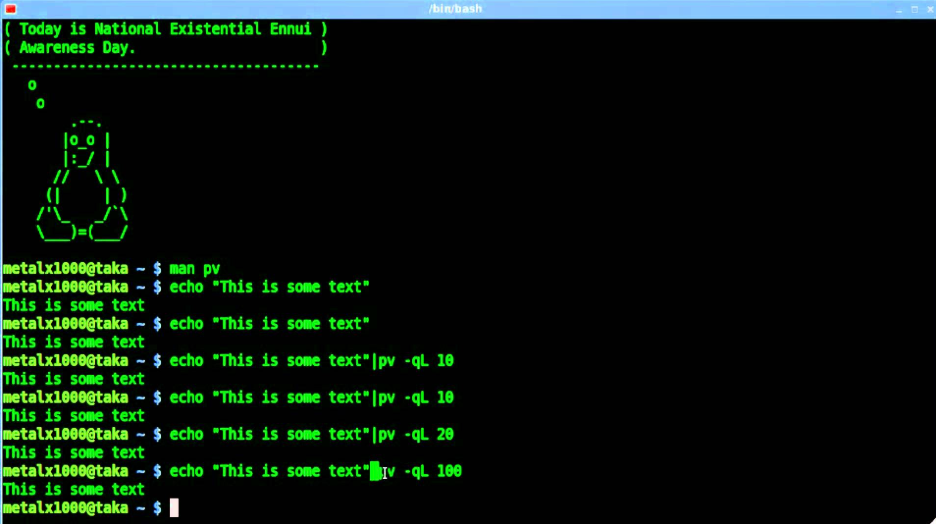 /bin/bash
( Today is National Existential Ennui )
( Awareness Day.                      )
 -------------------------------------
   o
    o
        .--.
       |o_o |
       |:_/ |
      //   \ \
     (|     | )
    /'\_   _/`\
    \___)=(___/
metalx1000@taka ~ $ man pv
metalx1000@taka ~ $ echo "This is some text"
This is some text
metalx1000@taka ~ $ echo "This is some text"
This is some text
metalx1000@taka ~ $ echo "This is some text"|pv -qL 10
This is some text
metalx1000@taka ~ $ echo "This is some text"|pv -qL 10
This is some text
metalx1000@taka ~ $ echo "This is some text"|pv -qL 20
This is some text
metalx1000@taka ~ $ echo "This is some text" -qL 100
This is some text
metalx1000@taka ~ $